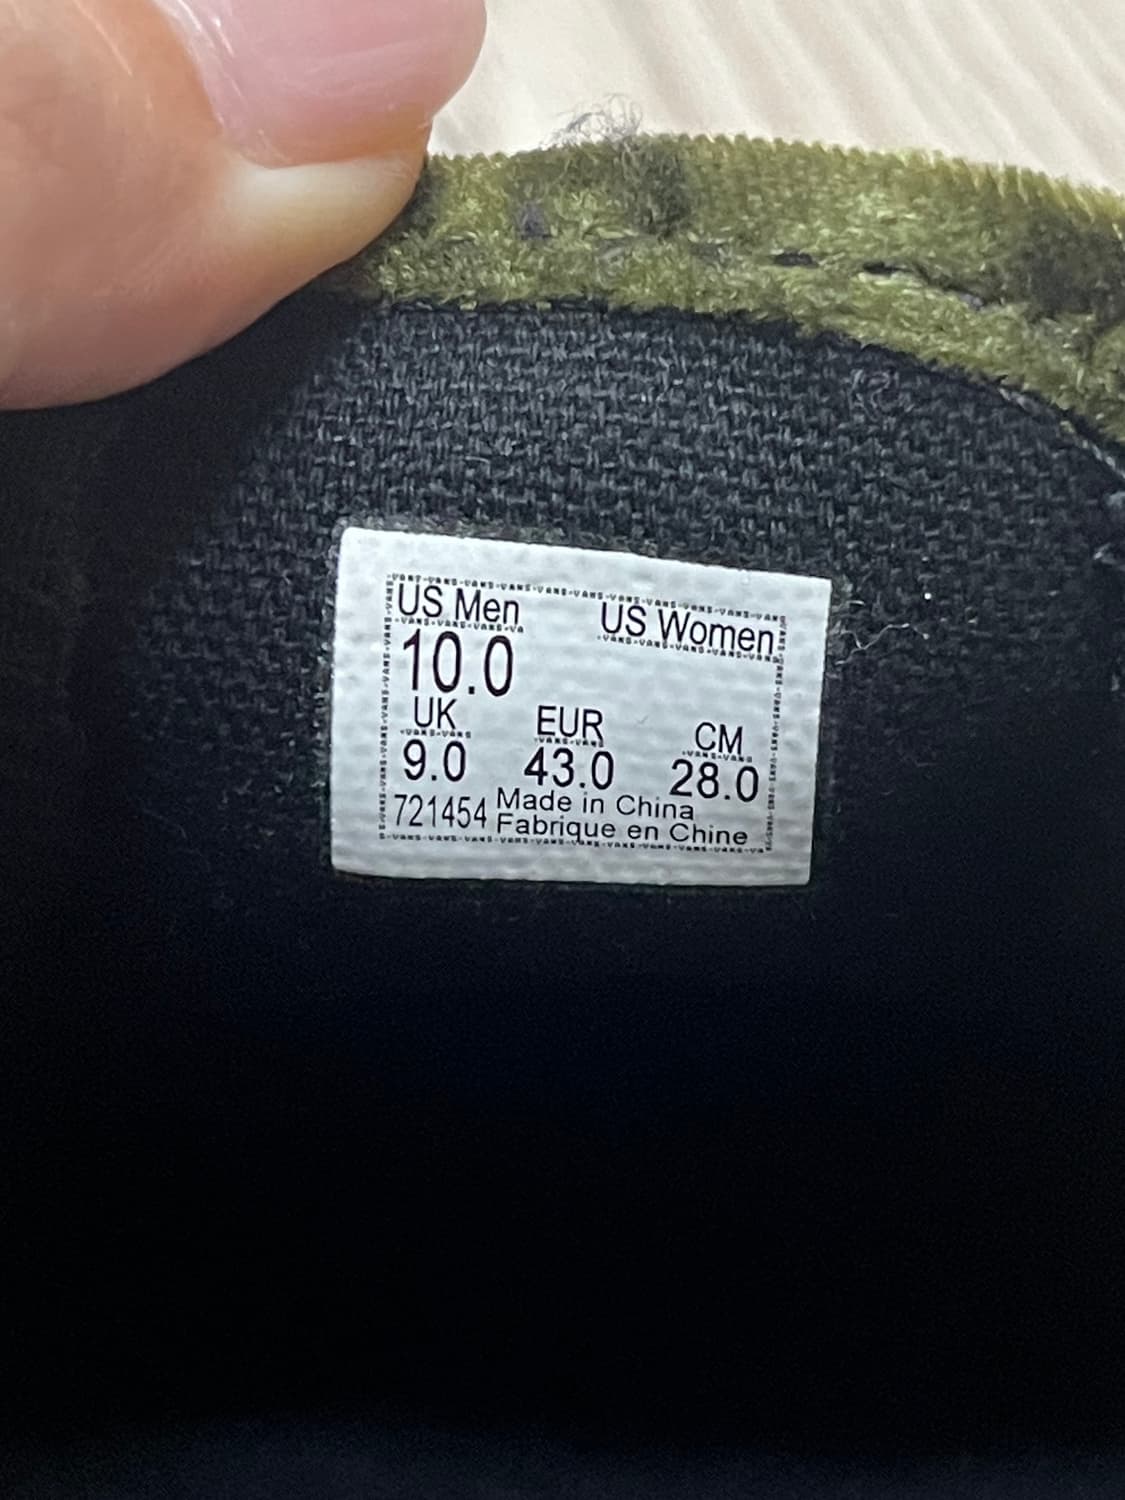 US Men US Women
10.0
UK EUR CM
9.0 43.0 28.0
721454 Made in China
Fabrique en Chine